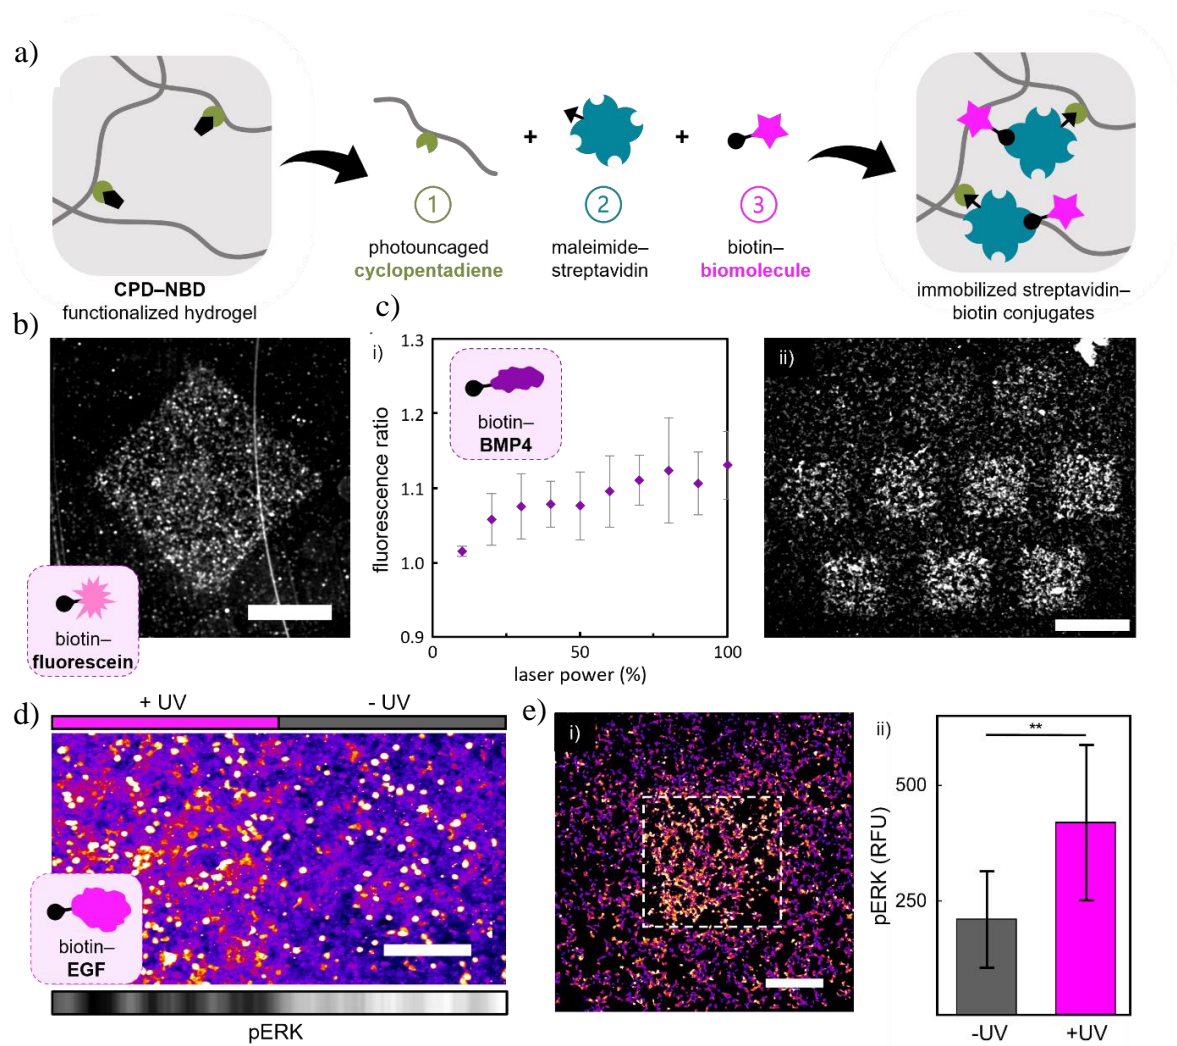 a)
+
+
1
2
3
photouncaged
cyclopentadiene
maleimide–
streptavidin
biotin–
biomolecule
CPD–NBD
functionalized hydrogel
immobilized streptavidin–
biotin conjugates
b)
biotin–
fluorescein
c)
i)
1.3
1.2
1.1
1.0
0.9
fluorescence ratio
biotin–
BMP4
0
50
100
laser power (%)
ii)
d)
+ UV
- UV
biotin–
EGF
pERK
e)
i)
ii)
**
500
250
pERK (RFU)
-UV
+UV